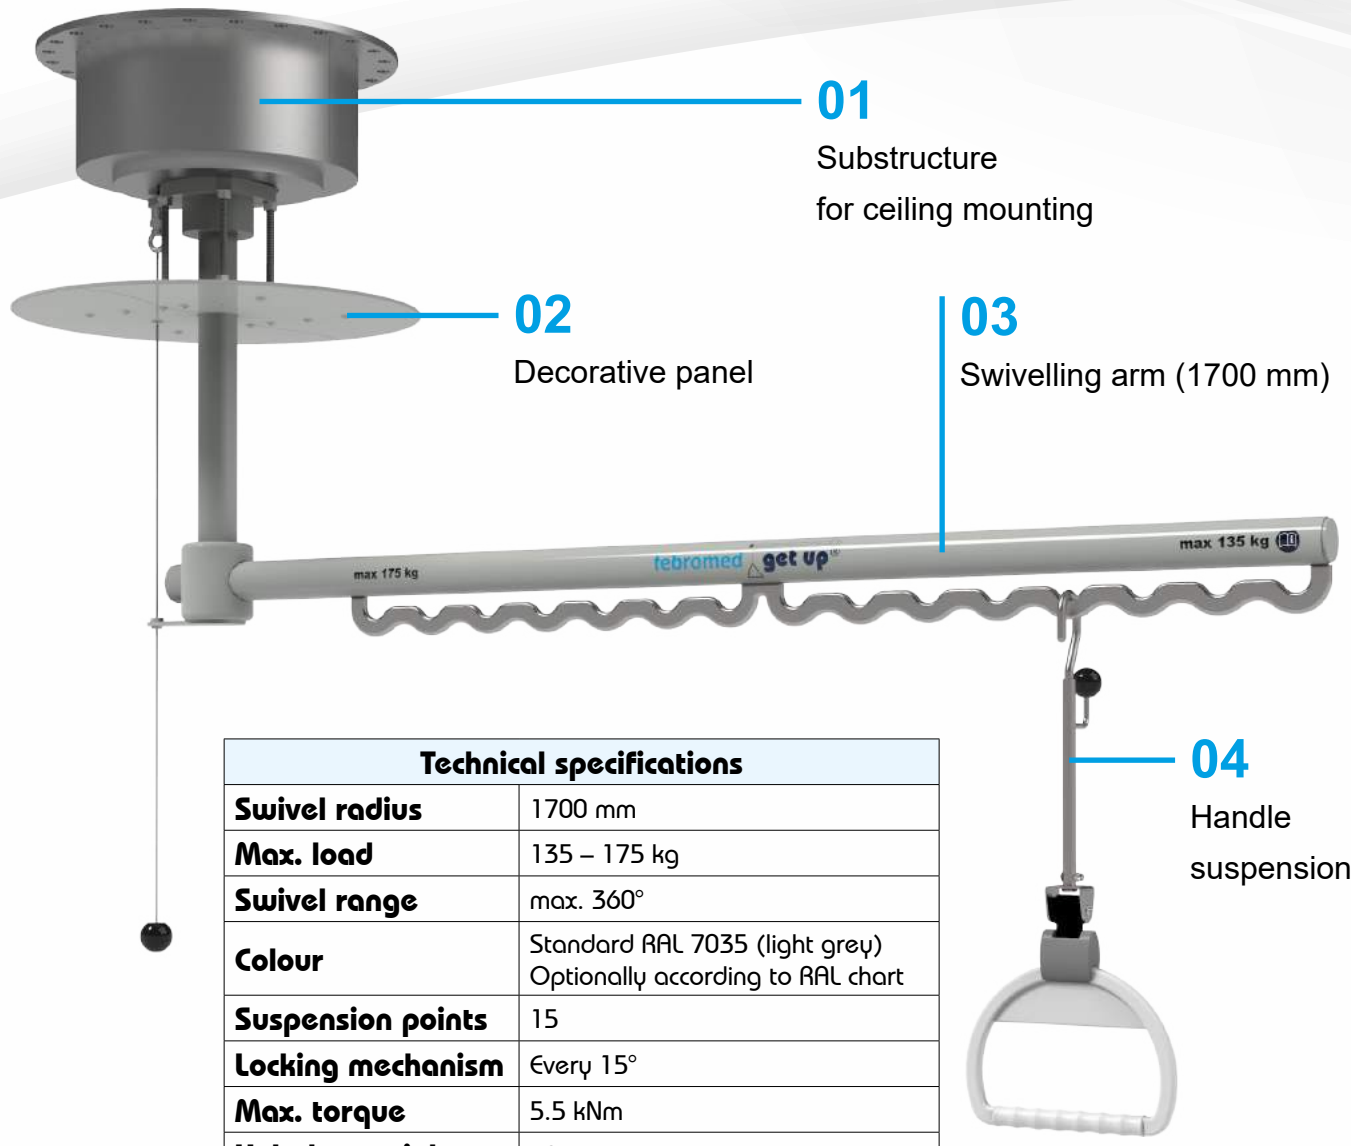 01
Substructure
for ceiling mounting
02
Decorative panel
03
Swivelling arm (1700 mm)
max 175 kg
febromed get up®
max 135 kg
04
Handle
suspension
Technical specifications
Swivel radius 1700 mm
Max. load 135 – 175 kg
Swivel range max. 360°
Colour Standard RAL 7035 (light grey)
Optionally according to RAL chart
Suspension points 15
Locking mechanism Every 15°
Max. torque 5.5 kNm